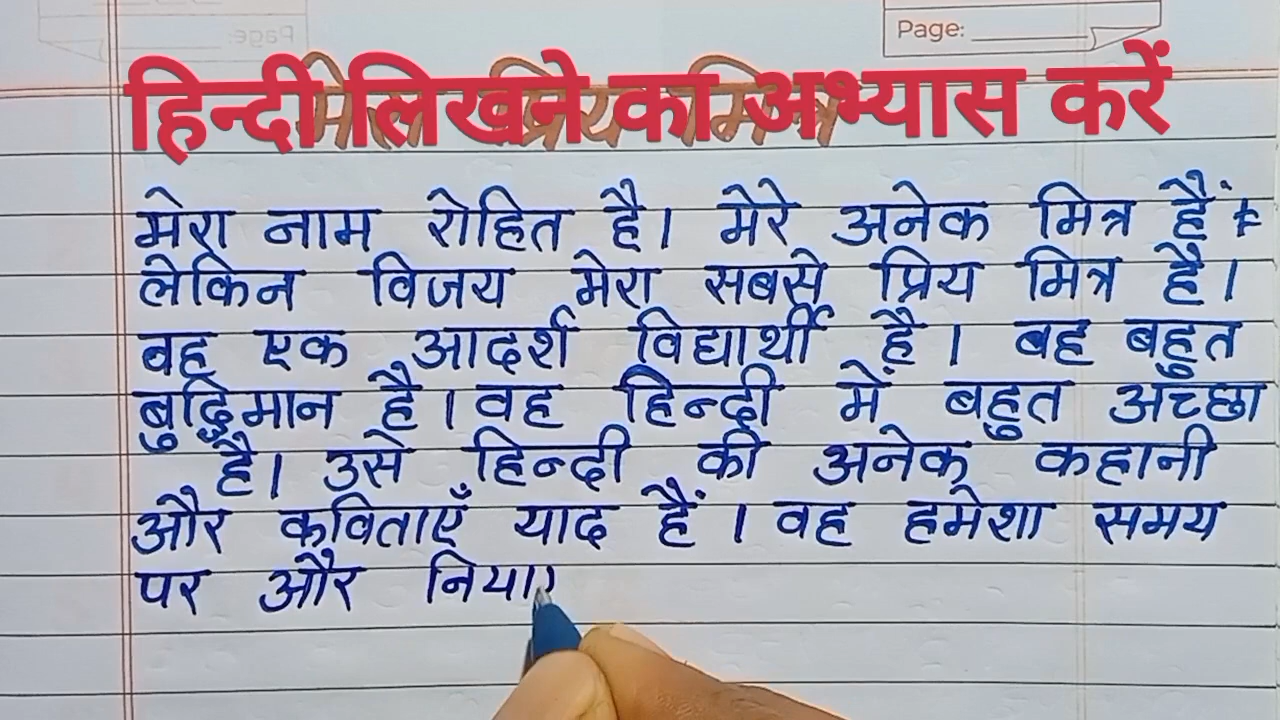 Page:
हिन्दी लिखने का अभ्यास करें
मेरा प्रिय मित्र
मेरा नाम रोहित है। मेरे अनेक मित्र हैं
लेकिन विजय मेरा सबसे प्रिय मित्र है।
वह एक आदर्श विद्यार्थी है। वह बहुत
बुद्धिमान है। वह हिन्दी में बहुत अच्छा
है। उसे हिन्दी की अनेक कहानी
और कविताएँ याद हैं। वह हमेशा समय
पर और